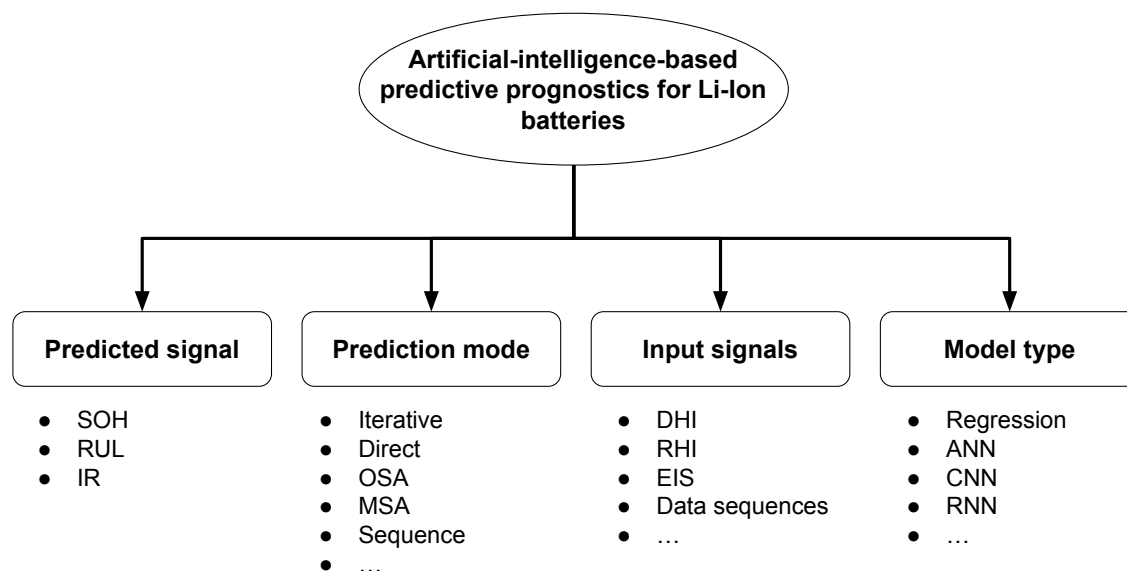 Artificial-intelligence-based
predictive prognostics for Li-Ion
batteries
Predicted signal
● SOH
● RUL
● IR
Prediction mode
● Iterative
● Direct
● OSA
● MSA
● Sequence
● …
Input signals
● DHI
● RHI
● EIS
● Data sequences
● …
Model type
● Regression
● ANN
● CNN
● RNN
● …